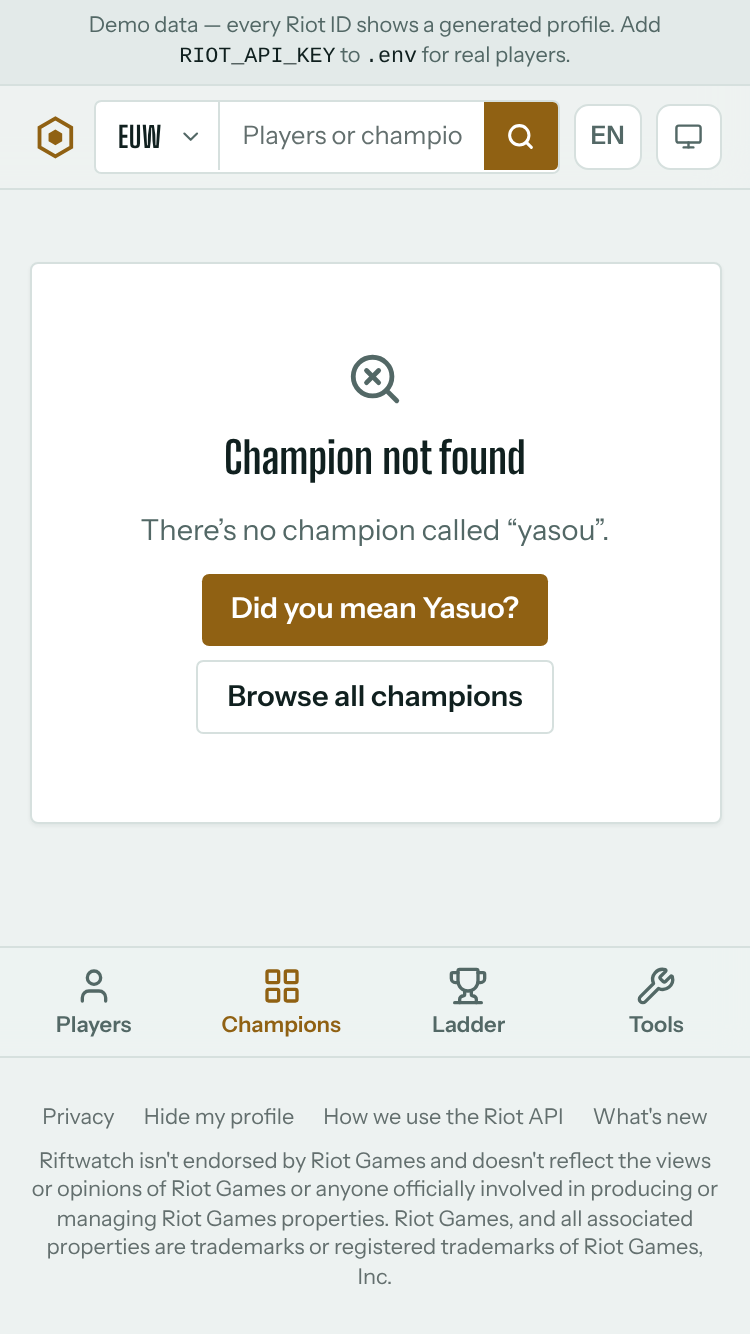 Demo data — every Riot ID shows a generated profile. Add
RIOT_API_KEY to .env for real players.
EUW
Players or champio
EN
Champion not found
There’s no champion called “yasou”.
Did you mean Yasuo?
Browse all champions
Players
Champions
Ladder
Tools
Privacy
Hide my profile
How we use the Riot API
What's new
Riftwatch isn't endorsed by Riot Games and doesn't reflect the views
or opinions of Riot Games or anyone officially involved in producing or
managing Riot Games properties. Riot Games, and all associated
properties are trademarks or registered trademarks of Riot Games,
Inc.